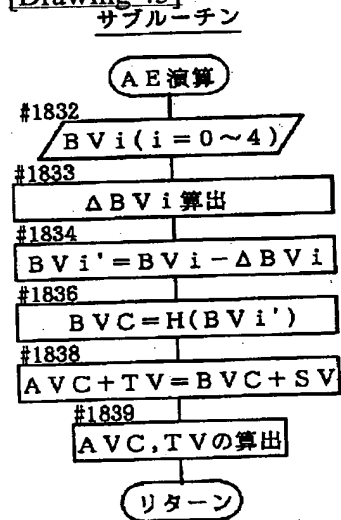 サブルーチン
AE演算
#1832
BVi(i=0~4)
#1833
ΔBVi算出
#1834
BVi'=BVi-ΔBVi
#1836
BVC=H(BVi')
#1838
AVC+TV=BVC+SV
#1839
AVC,TVの算出
リターン